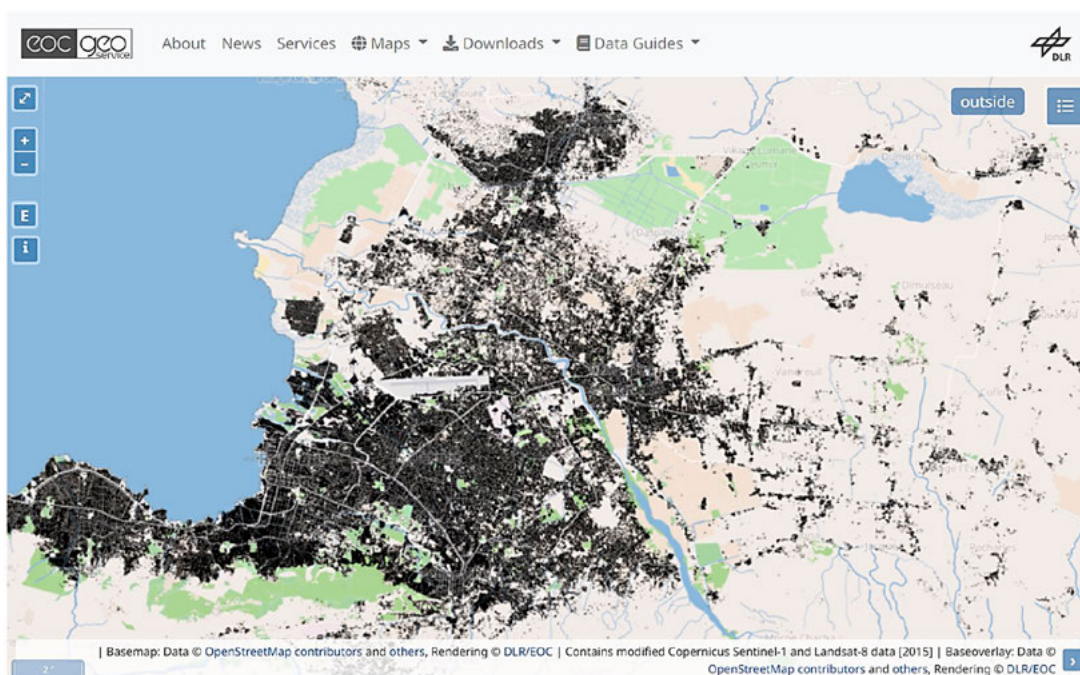 eoc geo service
About News Services Maps Downloads Data Guides
DLR
outside
+
-
E
i
Dimulseau
| Basemap: Data © OpenStreetMap contributors and others, Rendering © DLR/EOC | Contains modified Copernicus Sentinel-1 and Landsat-8 data [2015] | Baseoverlay: Data ©
OpenStreetMap contributors and others, Rendering © DLR/EOC